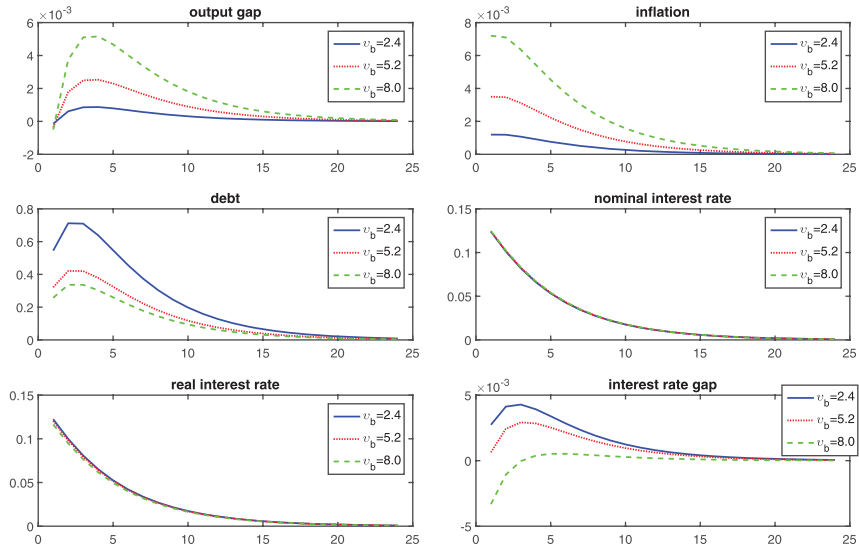 output gap
×10⁻³
6
4
2
0
-2
0 5 10 15 20 25
υb=2.4
υb=5.2
υb=8.0
inflation
×10⁻³
8
6
4
2
0
0 5 10 15 20 25
υb=2.4
υb=5.2
υb=8.0
debt
0.8
0.6
0.4
0.2
0
0 5 10 15 20 25
υb=2.4
υb=5.2
υb=8.0
nominal interest rate
0.15
0.1
0.05
0
0 5 10 15 20 25
υb=2.4
υb=5.2
υb=8.0
real interest rate
0.15
0.1
0.05
0
0 5 10 15 20 25
υb=2.4
υb=5.2
υb=8.0
interest rate gap
×10⁻³
5
0
-5
0 5 10 15 20 25
υb=2.4
υb=5.2
υb=8.0